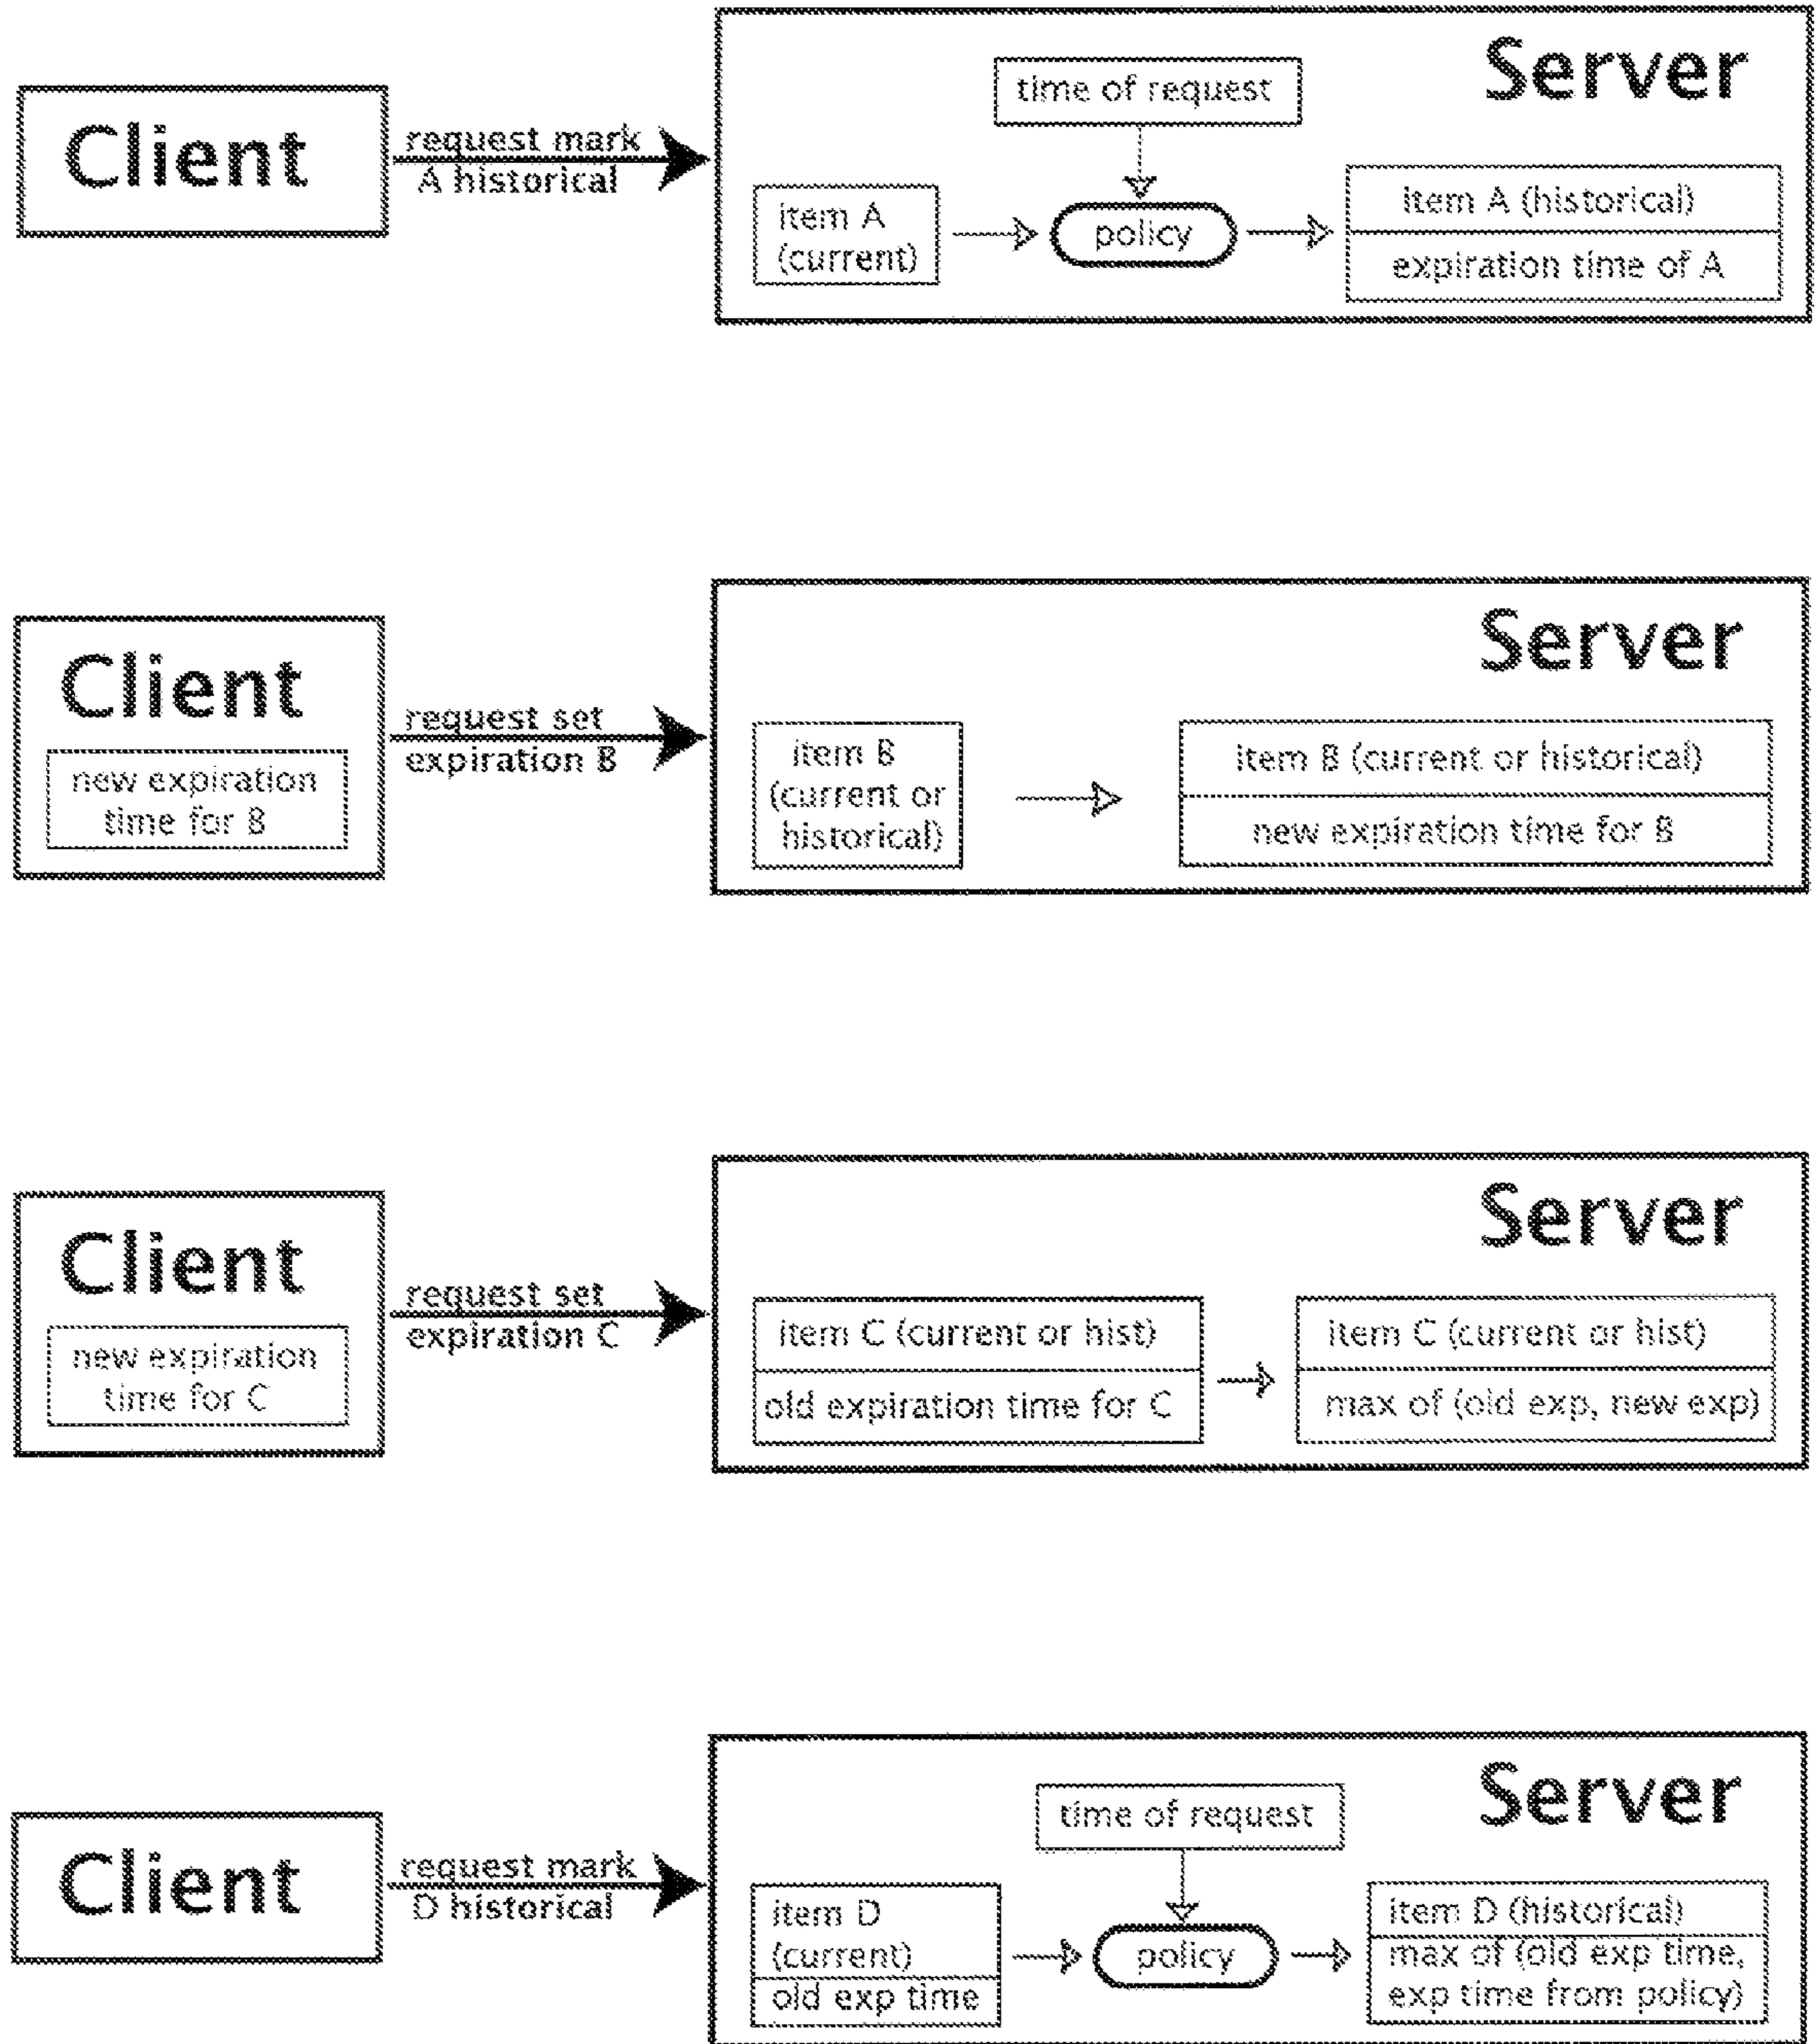 Client
request mark
A historical
Server
time of request
item A
(current)
policy
item A (historical)
expiration time of A
Client
new expiration
time for B
request set
expiration B
Server
item B
(current or
historical)
item B (current or historical)
new expiration time for B
Client
new expiration
time for C
request set
expiration C
Server
item C (current or hist)
old expiration time for C
item C (current or hist)
max of (old exp, new exp)
Client
request mark
D historical
Server
time of request
item D
(current)
old exp time
policy
item D (historical)
max of (old exp time,
exp time from policy)